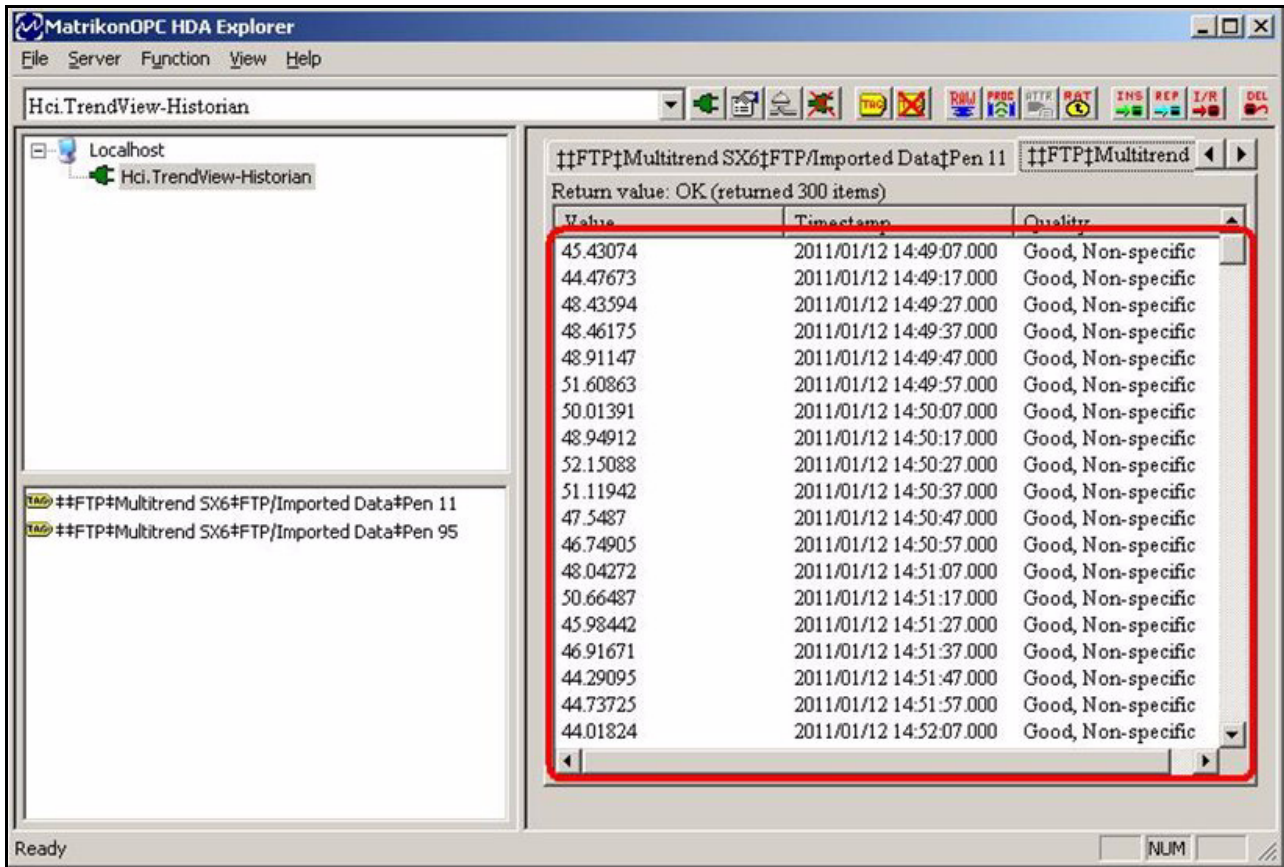 MatrikonOPC HDA Explorer
File Server Function View Help
Hci.TrendView-Historian
TAG RAW PROC ATTR RAT INS REP I/R DEL
Localhost
Hci.TrendView-Historian
‡‡FTP‡Multitrend SX6‡FTP/Imported Data‡Pen 11
‡‡FTP‡Multitrend SX6‡FTP/Imported Data‡Pen 95
‡‡FTP‡Multitrend SX6‡FTP/Imported Data‡Pen 11 ‡‡FTP‡Multitrend
Return value: OK (returned 300 items)
Value Timestamp Quality
45.43074 2011/01/12 14:49:07.000 Good, Non-specific
44.47673 2011/01/12 14:49:17.000 Good, Non-specific
48.43594 2011/01/12 14:49:27.000 Good, Non-specific
48.46175 2011/01/12 14:49:37.000 Good, Non-specific
48.91147 2011/01/12 14:49:47.000 Good, Non-specific
51.60863 2011/01/12 14:49:57.000 Good, Non-specific
50.01391 2011/01/12 14:50:07.000 Good, Non-specific
48.94912 2011/01/12 14:50:17.000 Good, Non-specific
52.15088 2011/01/12 14:50:27.000 Good, Non-specific
51.11942 2011/01/12 14:50:37.000 Good, Non-specific
47.5487 2011/01/12 14:50:47.000 Good, Non-specific
46.74905 2011/01/12 14:50:57.000 Good, Non-specific
48.04272 2011/01/12 14:51:07.000 Good, Non-specific
50.66487 2011/01/12 14:51:17.000 Good, Non-specific
45.98442 2011/01/12 14:51:27.000 Good, Non-specific
46.91671 2011/01/12 14:51:37.000 Good, Non-specific
44.29095 2011/01/12 14:51:47.000 Good, Non-specific
44.73725 2011/01/12 14:51:57.000 Good, Non-specific
44.01824 2011/01/12 14:52:07.000 Good, Non-specific
Ready NUM